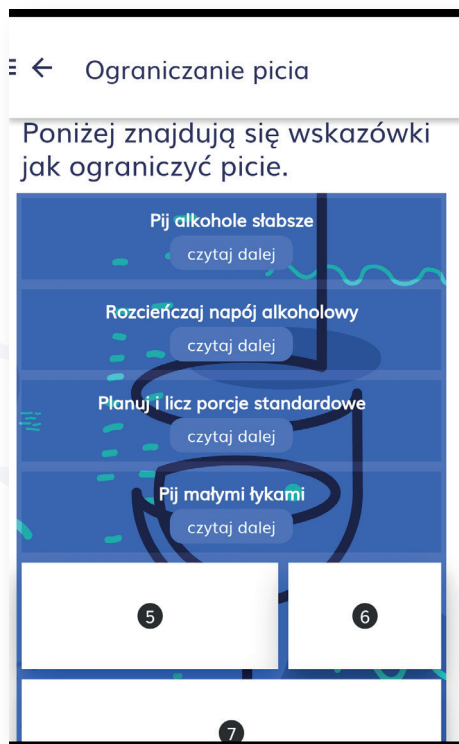 Ograniczanie picia
Poniżej znajdują się wskazówki
jak ograniczyć picie.
Pij alkohole słabsze
czytaj dalej
Rozcieńczaj napój alkoholowy
czytaj dalej
Planuj i licz porcje standardowe
czytaj dalej
Pij małymi łykami
czytaj dalej
5 6
7